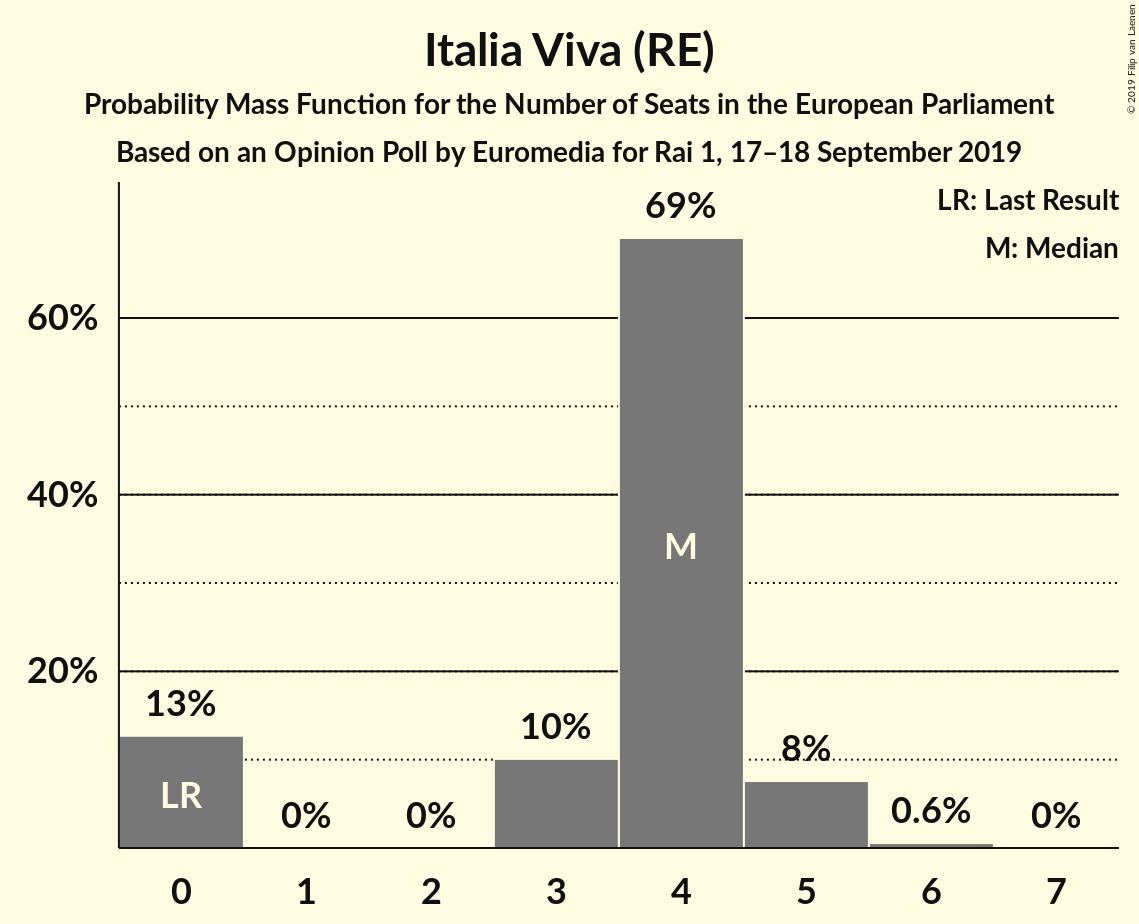 Italia Viva (RE)
Probability Mass Function for the Number of Seats in the European Parliament
Based on an Opinion Poll by Euromedia for Rai 1, 17–18 September 2019
© 2019 Filip van Laenen
LR: Last Result
M: Median
69%
60%
40%
M
20%
13%
10%
8%
LR
0%
0%
0.6%
0%
0 1 2 3 4 5 6 7